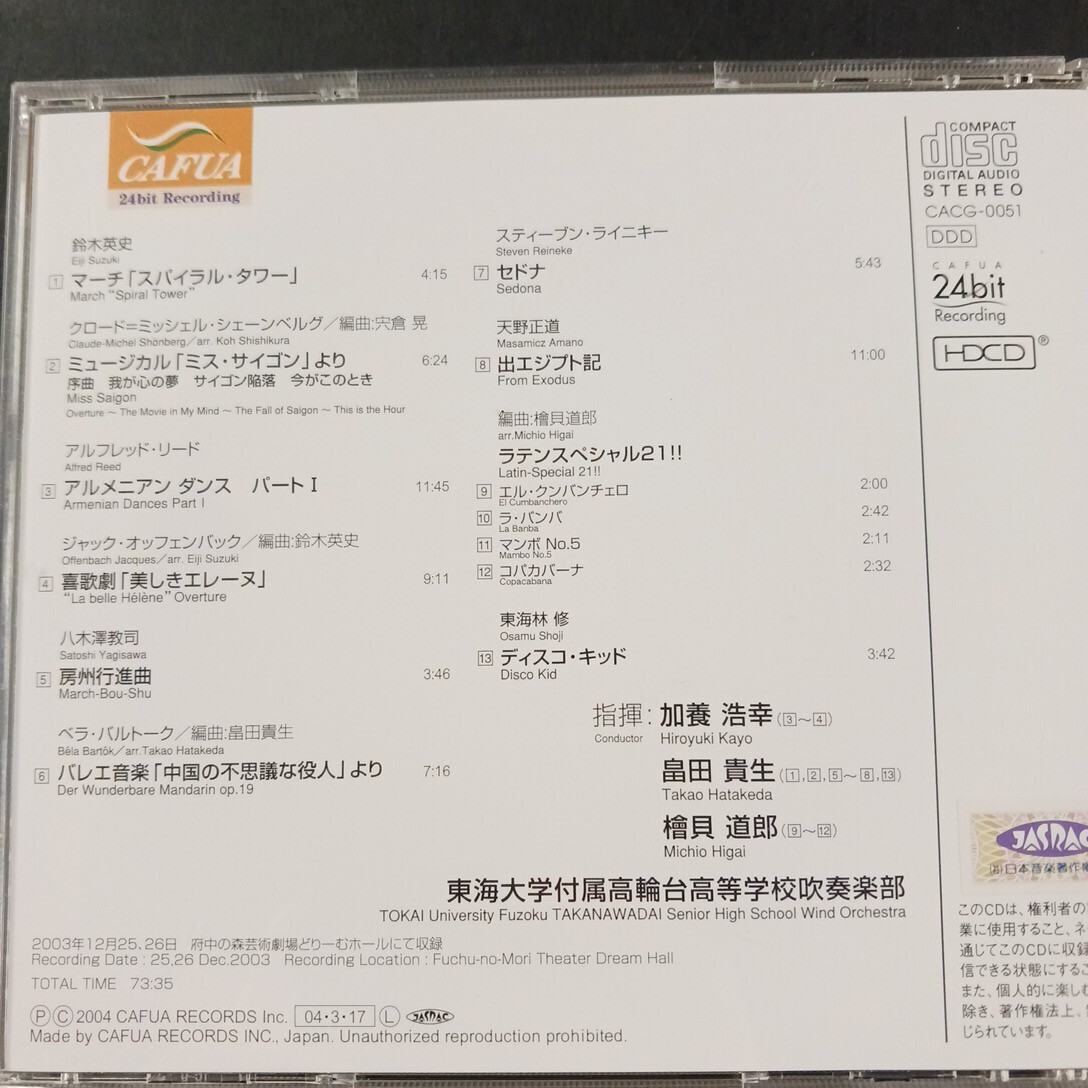 CAFUA
24bit Recording
鈴木英史
Eiji Suzuki
1 マーチ「スパイラル・タワー」 4:15
March "Spiral Tower"
クロード=ミッシェル・シェーンベルグ/編曲:宍倉 晃
Claude-Michel Shönberg/arr. Koh Shishikura
2 ミュージカル「ミス・サイゴン」より 6:24
序曲 我が心の夢 サイゴン陥落 今がこのとき
Miss Saigon
Overture ~ The Movie in My Mind ~ The Fall of Saigon ~ This is the Hour
アルフレッド・リード
Alfred Reed
3 アルメニアン ダンス パート I 11:45
Armenian Dances Part I
ジャック・オッフェンバック/編曲:鈴木英史
Offenbach Jacques/arr. Eiji Suzuki
4 喜歌劇「美しきエレーヌ」 9:11
"La belle Hélène" Overture
八木澤教司
Satoshi Yagisawa
5 房州行進曲 3:46
March-Bou-Shu
ベラ・バルトーク/編曲:畠田貴生
Béla Bartók/arr.Takao Hatakeda
6 バレエ音楽「中国の不思議な役人」より 7:16
Der Wunderbare Mandarin op.19
スティーブン・ライニキー
Steven Reineke
7 セドナ 5:43
Sedona
天野正道
Masamicz Amano
8 出エジプト記 11:00
From Exodus
編曲:檜貝道郎
arr.Michio Higai
ラテンスペシャル21!!
Latin-Special 21!!
9 エル・クンバンチェロ 2:00
El Cumbanchero
10 ラ・バンバ 2:42
La Banba
11 マンボ No.5 2:11
Mambo No.5
12 コパカバーナ 2:32
Copacabana
東海林 修
Osamu Shoji
13 ディスコ・キッド 3:42
Disco Kid
指揮: 加養 浩幸 (3~4)
Conductor Hiroyuki Kayo
畠田 貴生 (1,2,5~8,13)
Takao Hatakeda
檜貝 道郎 (9~12)
Michio Higai
東海大学付属高輪台高等学校吹奏楽部
TOKAI University Fuzoku TAKANAWADAI Senior High School Wind Orchestra
2003年12月25,26日 府中の森芸術劇場どりーむホールにて収録
Recording Date : 25,26 Dec.2003 Recording Location : Fuchu-no-Mori Theater Dream Hall
TOTAL TIME 73:35
ⓅⒸ2004 CAFUA RECORDS Inc. 04・3・17 Ⓛ JASRAC
Made by CAFUA RECORDS INC., Japan. Unauthorized reproduction prohibited.
COMPACT
disc
DIGITAL AUDIO
STEREO
CACG-0051
DDD
CAFUA
24bit
Recording
HDCD®
JASRAC
このCDは、権利者の
業に使用すること、ネ
通じてこのCDに収録
信できる状態にするこ
また、個人的に楽し
除き、著作権法上、
じられています。